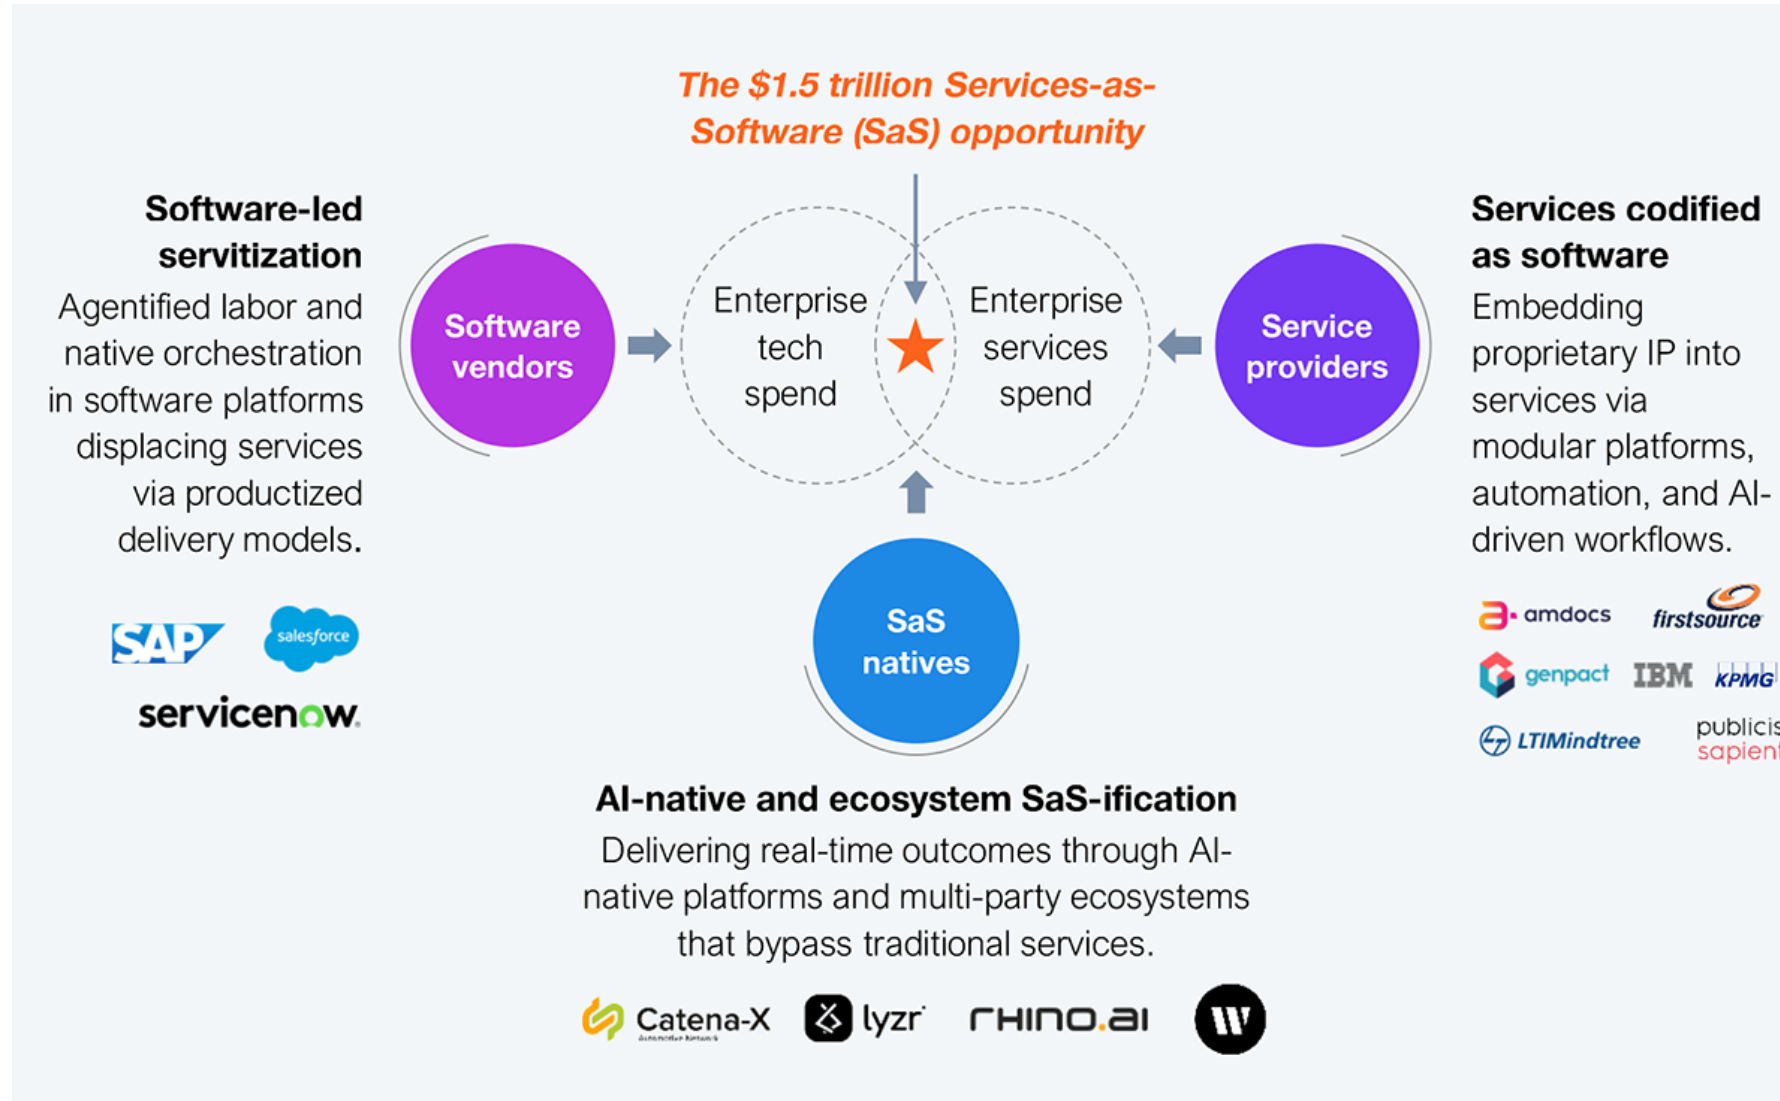 The $1.5 trillion Services-as-
Software (SaS) opportunity
Software-led
servitization
Agentified labor and
native orchestration
in software platforms
displacing services
via productized
delivery models.
SAP
salesforce
servicenow
Software
vendors
Enterprise
tech
spend
Enterprise
services
spend
Service
providers
Services codified
as software
Embedding
proprietary IP into
services via
modular platforms,
automation, and AI-
driven workflows.
amdocs
firstsource
genpact
IBM
KPMG
LTIMindtree
publicis
sapient
SaS
natives
AI-native and ecosystem SaS-ification
Delivering real-time outcomes through AI-
native platforms and multi-party ecosystems
that bypass traditional services.
Catena-X
Automotive Network
lyzr
rhino.ai
W